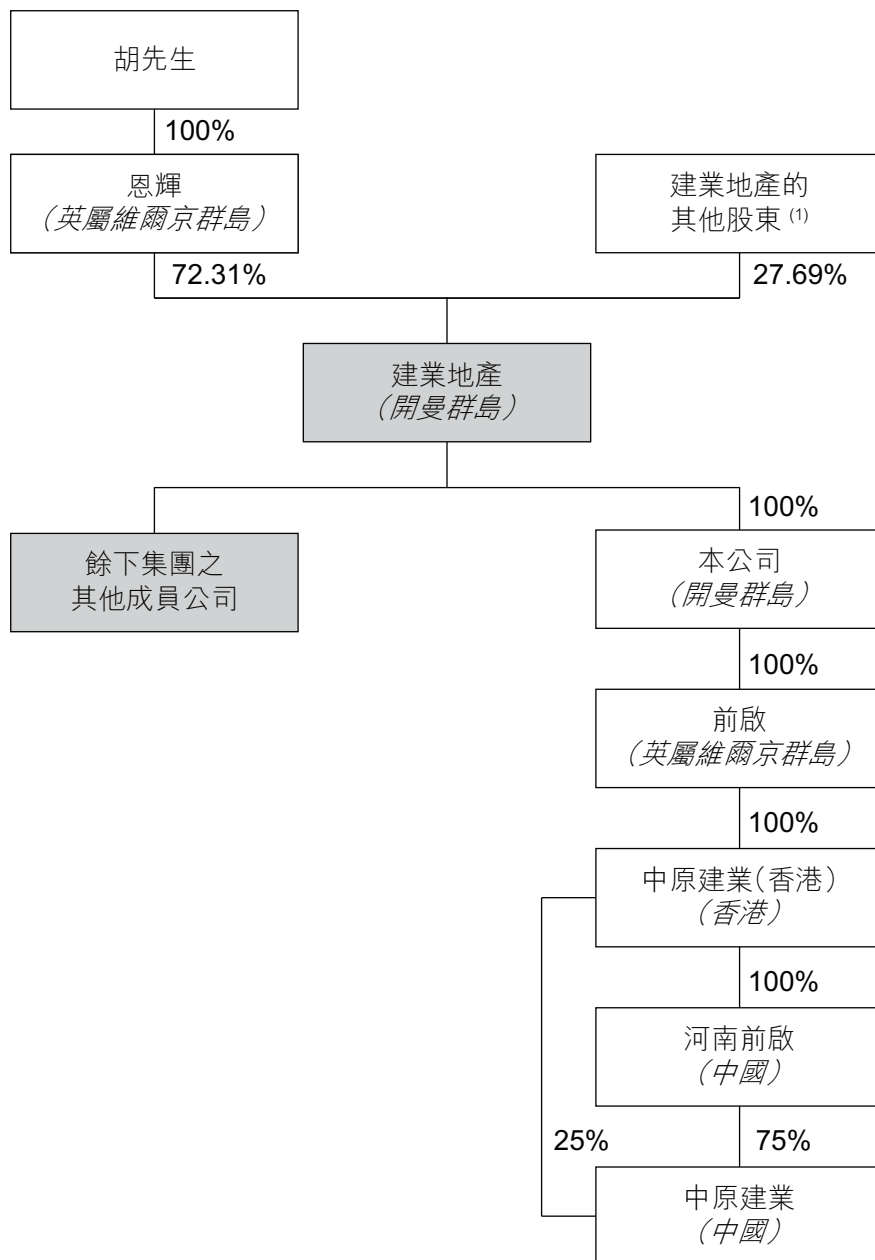 胡先生
100%
恩輝
（英屬維爾京群島）
建業地產的
其他股東 (1)
72.31%
27.69%
建業地產
（開曼群島）
100%
餘下集團之
其他成員公司
本公司
（開曼群島）
100%
前啟
（英屬維爾京群島）
100%
中原建業（香港）
（香港）
100%
河南前啟
（中國）
25%
75%
中原建業
（中國）